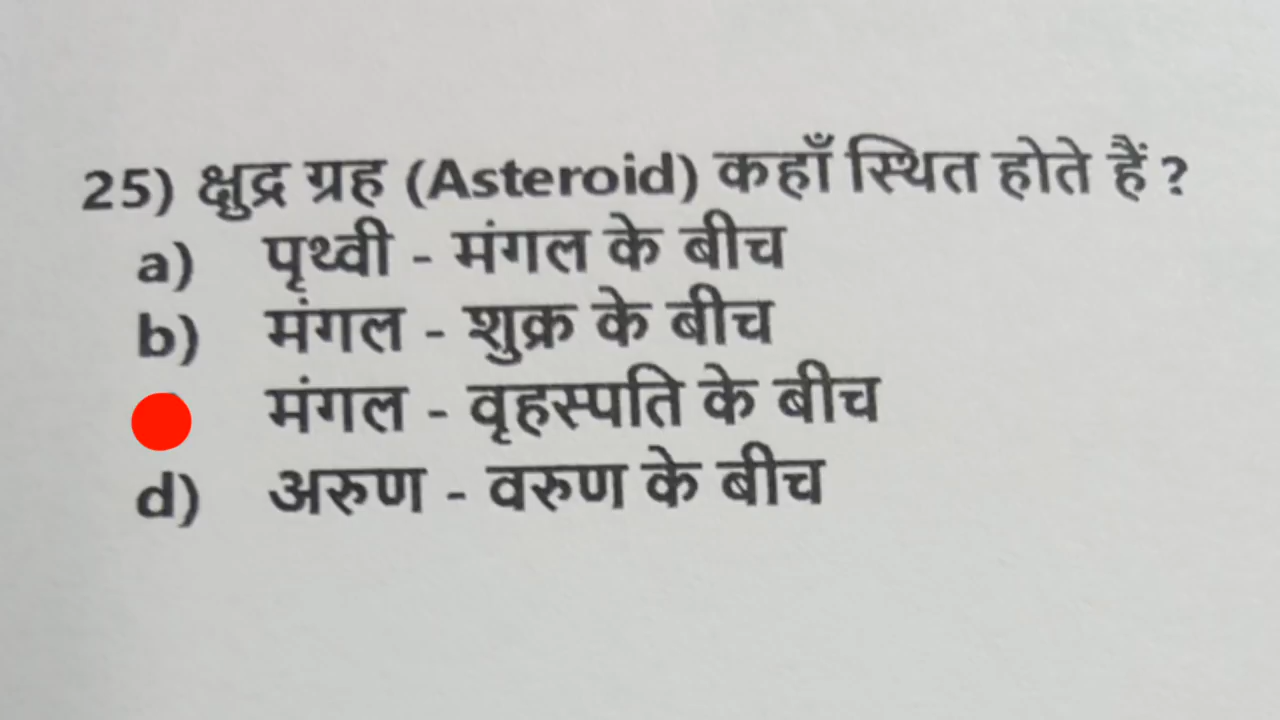 25) क्षुद्र ग्रह (Asteroid) कहाँ स्थित होते हैं ?
a) पृथ्वी - मंगल के बीच
b) मंगल - शुक्र के बीच
मंगल - वृहस्पति के बीच
d) अरुण - वरुण के बीच